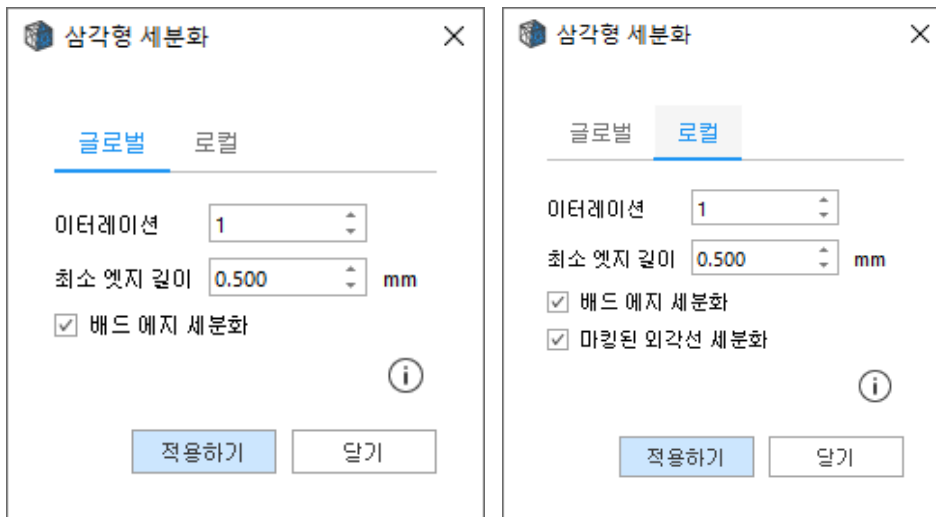 삼각형 세분화
글로벌 로컬
이터레이션 1
최소 엣지 길이 0.500 mm
배드 에지 세분화
적용하기 닫기
삼각형 세분화
글로벌 로컬
이터레이션 1
최소 엣지 길이 0.500 mm
배드 에지 세분화
마킹된 외각선 세분화
적용하기 닫기